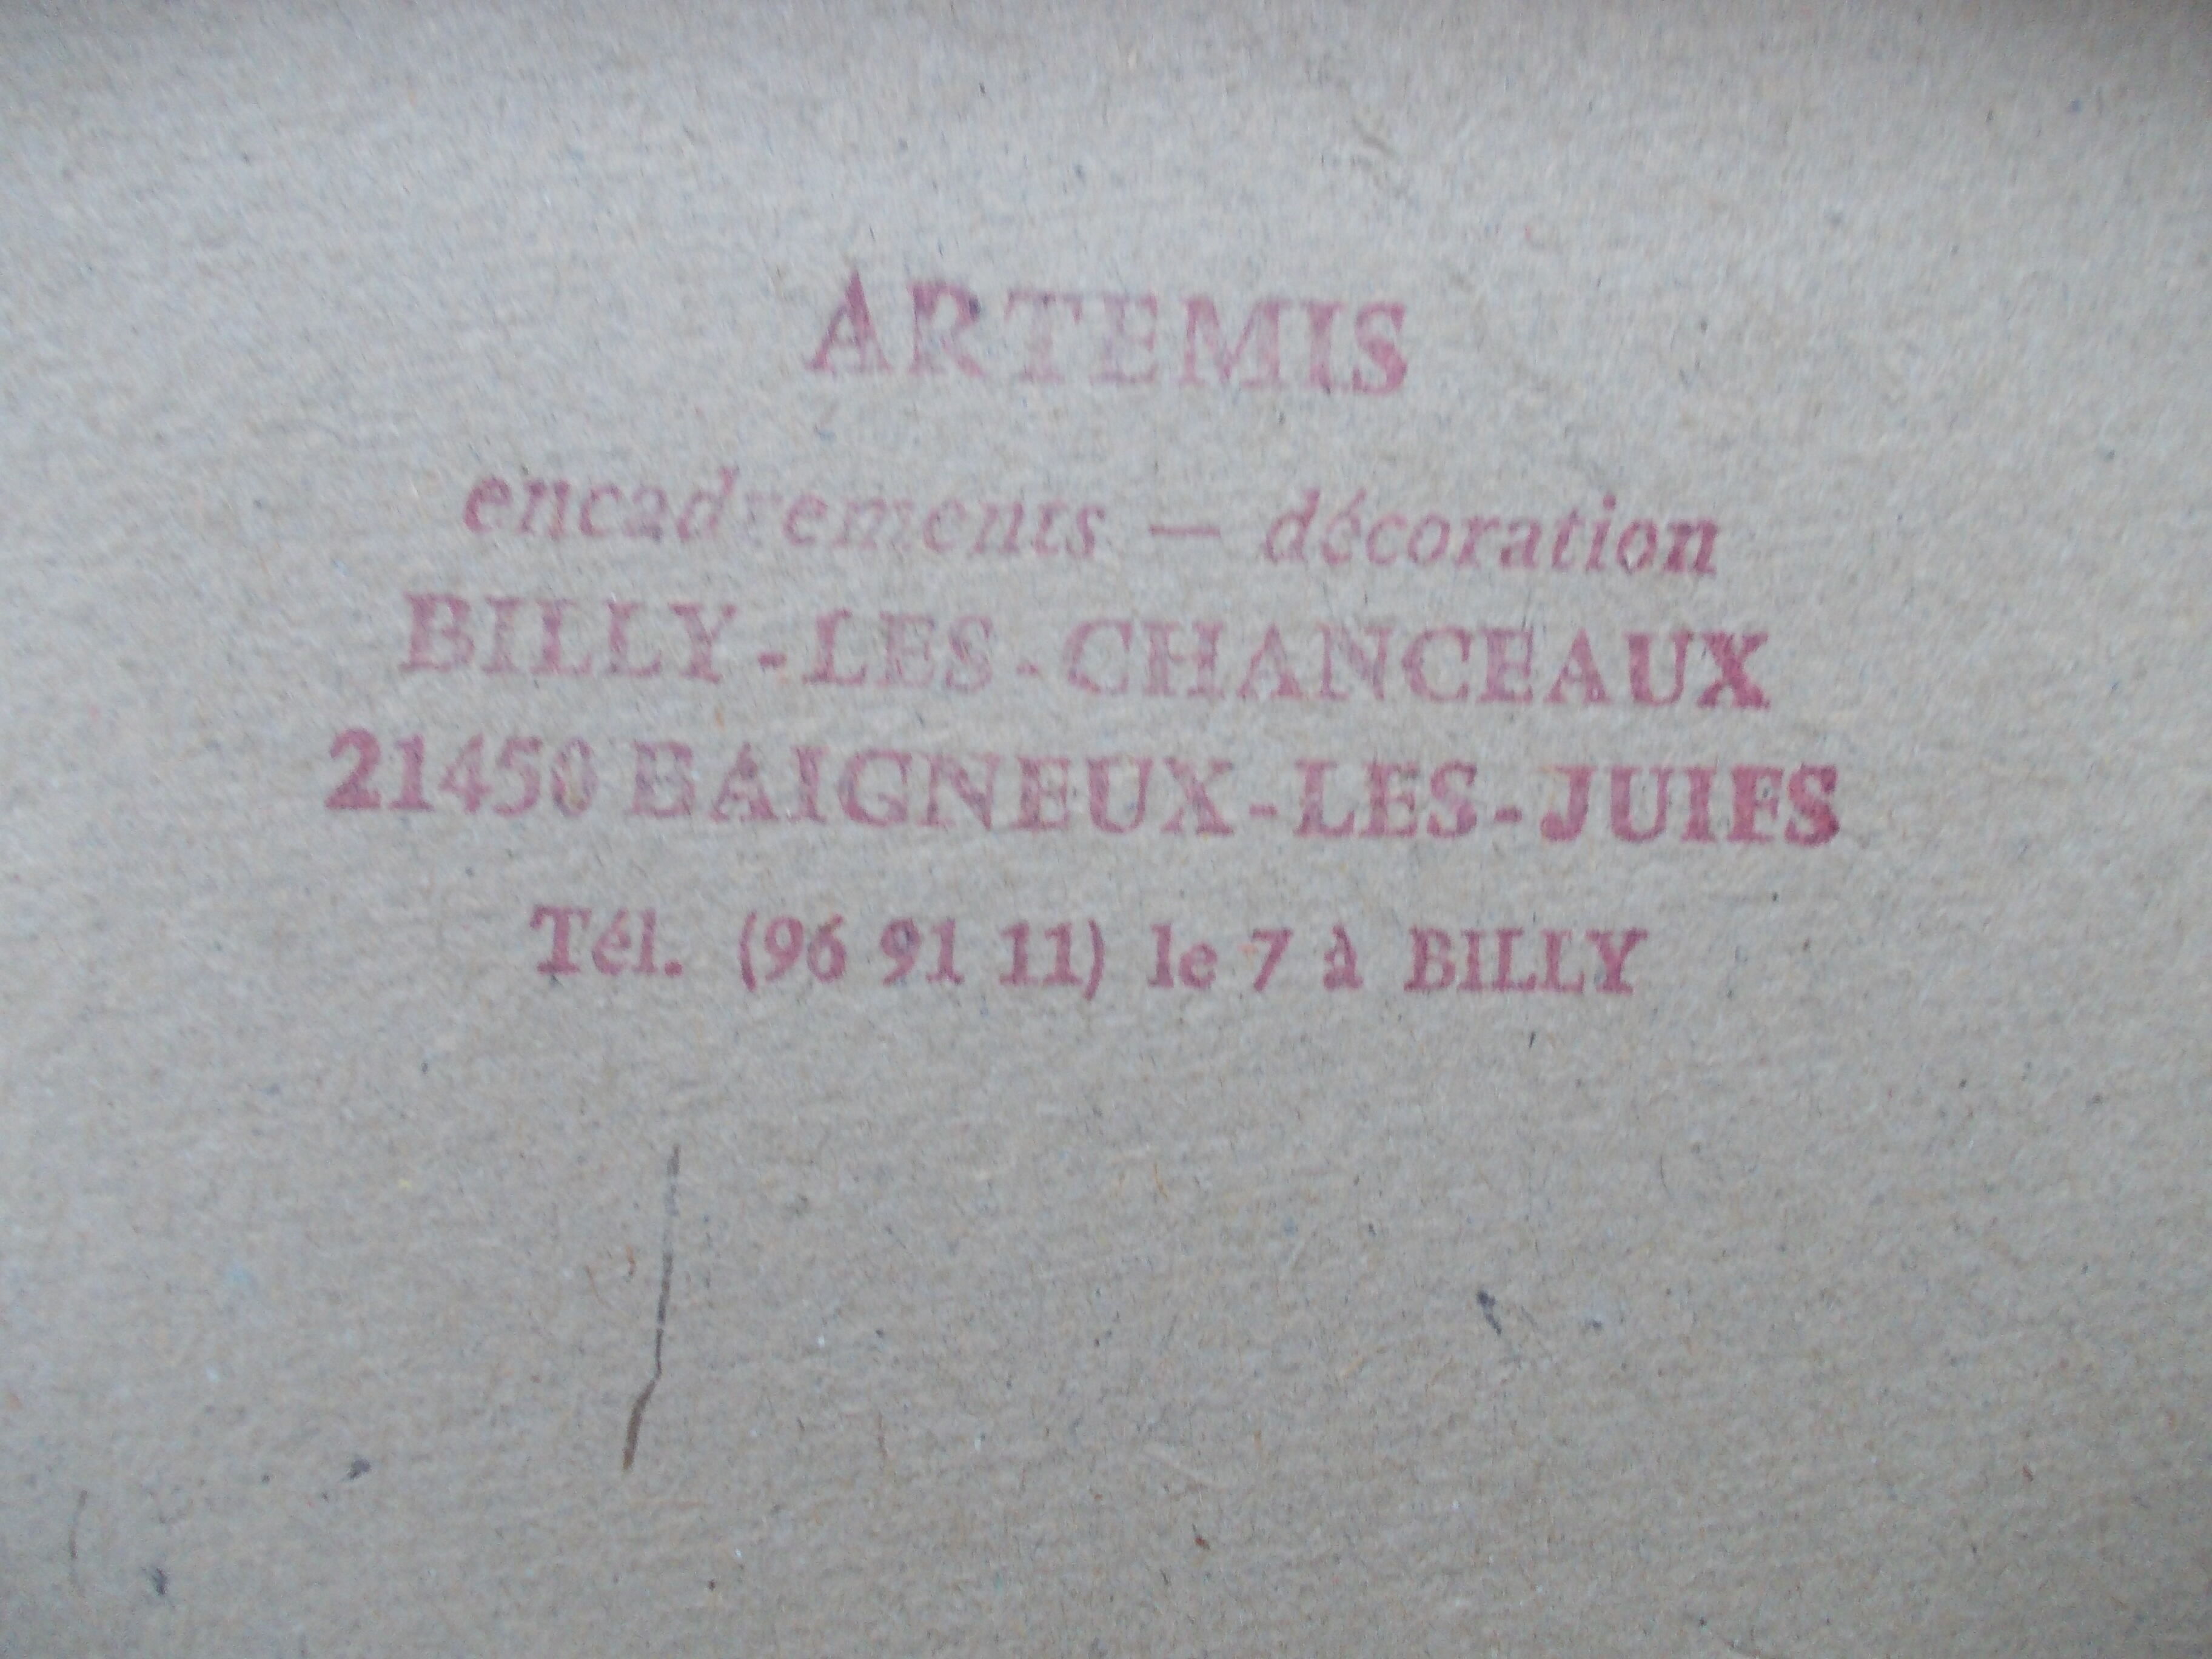 ARTEMIS
encadrements — décoration
BILLY-LES-CHANCEAUX
21450 BAIGNEUX-LES-JUIFS
Tél. (96 91 11) le 7 à BILLY